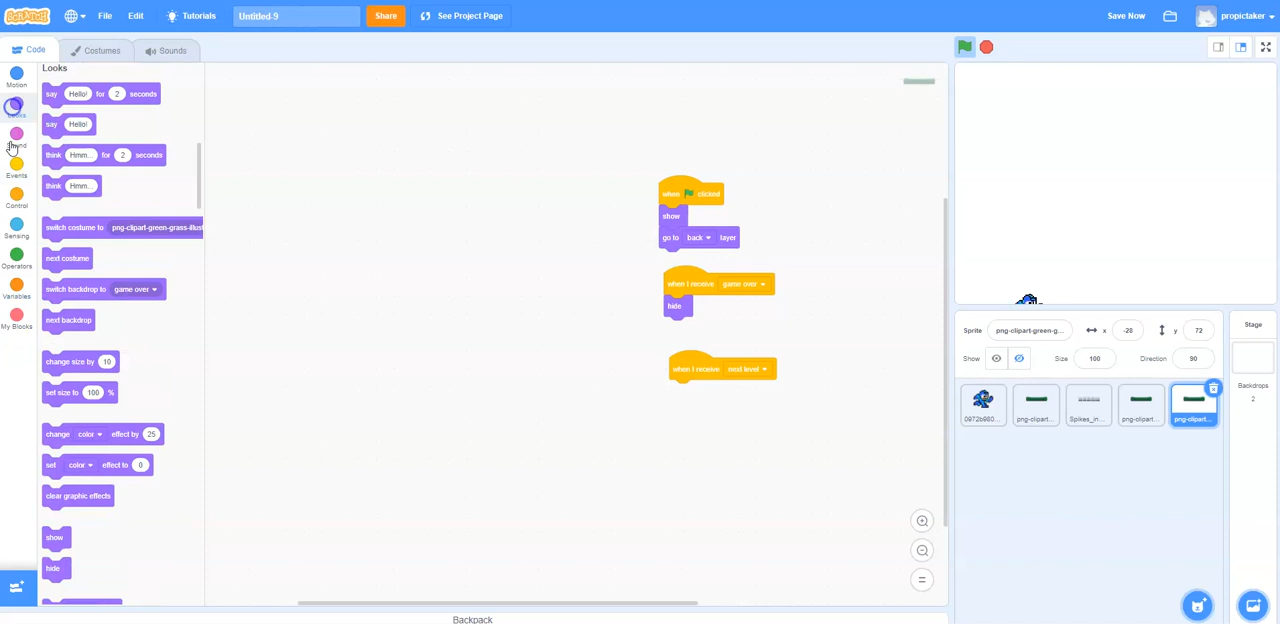 SCRATCH File Edit Tutorials Untitled-9 Share See Project Page Save Now propictaker
Code Costumes Sounds
Motion
Looks
Sound
Events
Control
Sensing
Operators
Variables
My Blocks
Looks
say Hello! for 2 seconds
say Hello!
think Hmm... for 2 seconds
think Hmm...
switch costume to png-clipart-green-grass-illust
next costume
switch backdrop to game over
next backdrop
change size by 10
set size to 100 %
change color effect by 25
set color effect to 0
clear graphic effects
show
hide
when clicked
show
go to back layer
when I receive game over
hide
when I receive next level
Sprite png-clipart-green-g... x -28 y 72
Show Size 100 Direction 90
0972b980... png-clipart... Spikes_in... png-clipart... png-clipart...
Stage
Backdrops
2
Backpack